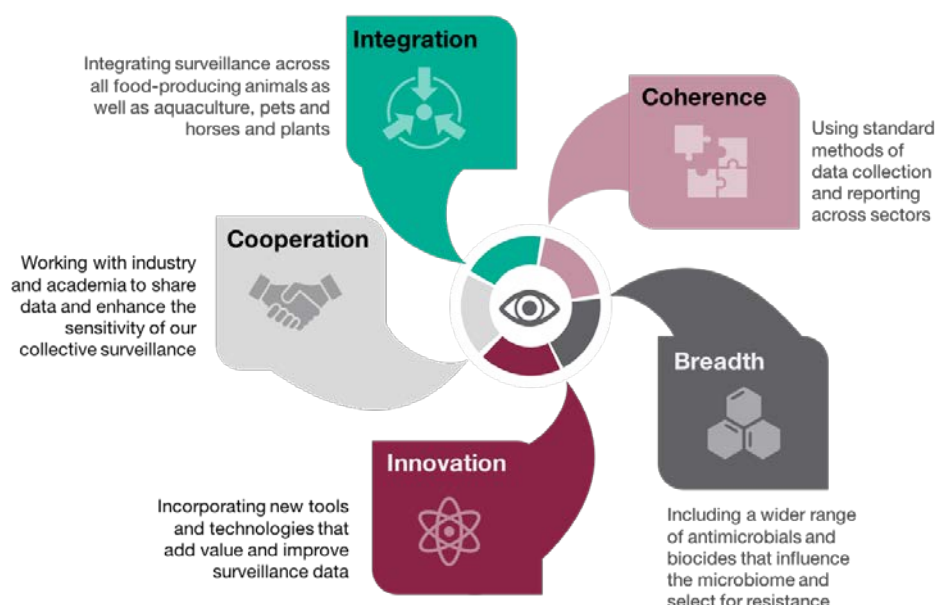 Integration
Integrating surveillance across
all food-producing animals as
well as aquaculture, pets and
horses and plants
Coherence
Using standard
methods of
data collection
and reporting
across sectors
Cooperation
Working with industry
and academia to share
data and enhance the
sensitivity of our
collective surveillance
Breadth
Including a wider range
of antimicrobials and
biocides that influence
the microbiome and
select for resistance
Innovation
Incorporating new tools
and technologies that
add value and improve
surveillance data